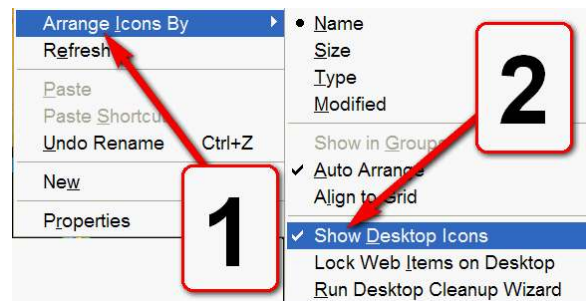 Arrange Icons By
Refresh
Paste
Paste Shortcu
Undo Rename Ctrl+Z
New
Properties
1
Name
Size
Type
Modified
Show in Groups
Auto Arrange
Align to Grid
Show Desktop Icons
Lock Web Items on Desktop
Run Desktop Cleanup Wizard
2